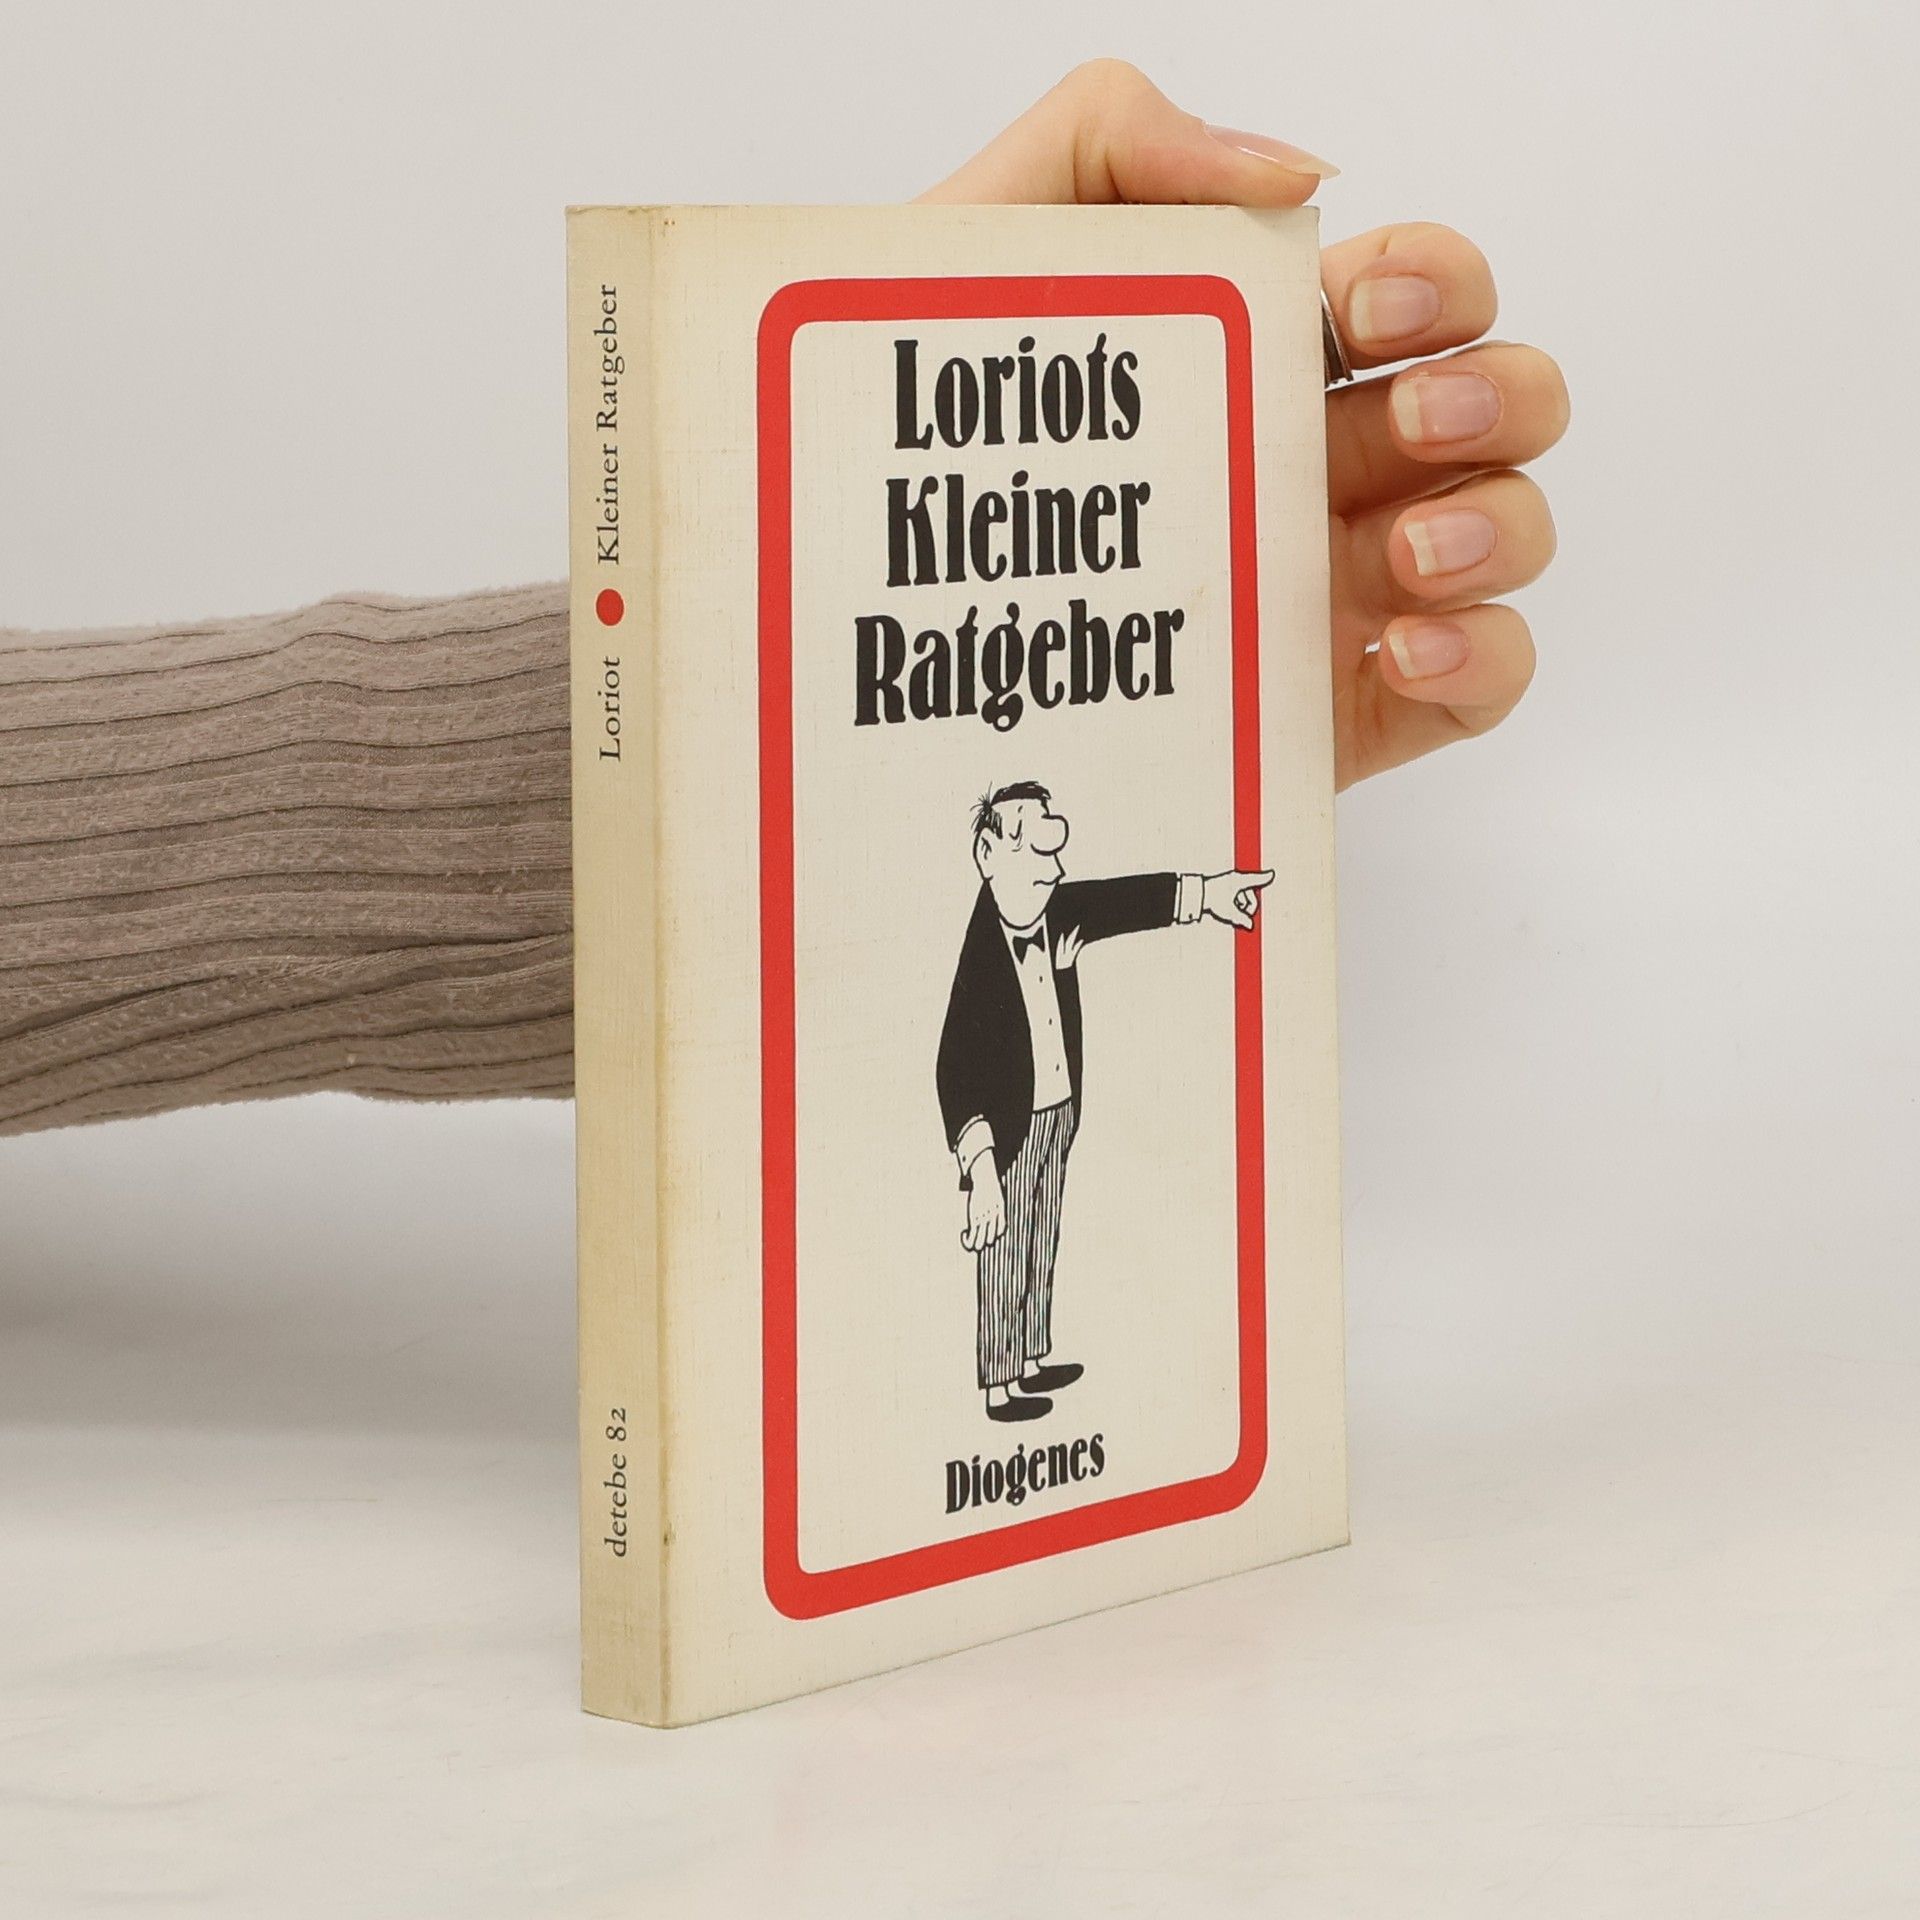 Loriot ● Kleiner Ratgeber
detebe 82
Loriots
Kleiner
Ratgeber
Diogenes